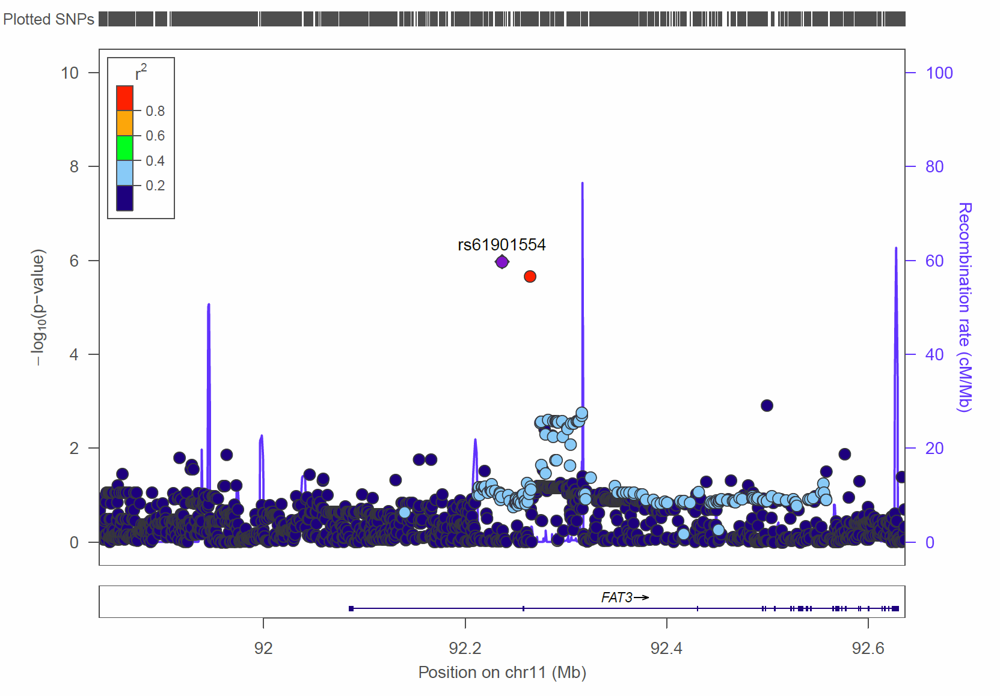 Plotted SNPs
10
8
6
4
2
0
−log10(p−value)
r2
0.8
0.6
0.4
0.2
rs61901554
100
80
60
40
20
0
Recombination rate (cM/Mb)
FAT3→
92
92.2
92.4
92.6
Position on chr11 (Mb)